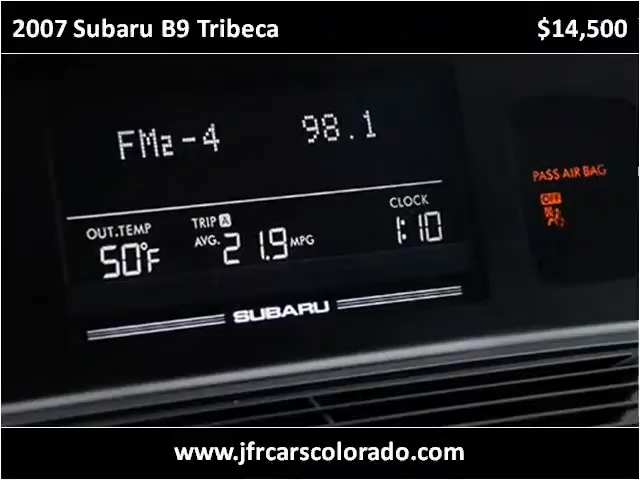 2007 Subaru B9 Tribeca $14,500
FM2-4 98.1
PASS AIR BAG
OFF
OUT.TEMP TRIP A CLOCK
50°F AVG. 21.9 MPG 1:10
SUBARU
www.jfrcarscolorado.com